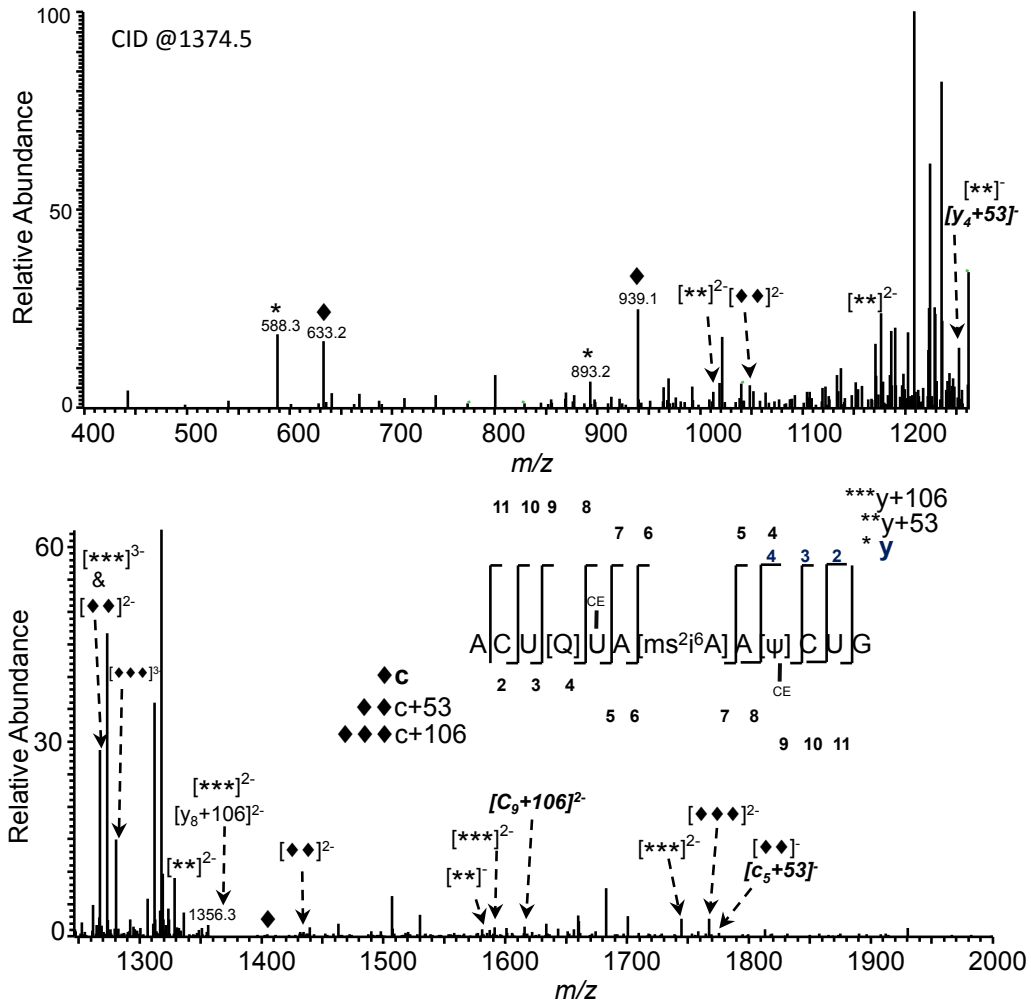 100
CID @1374.5
Relative Abundance
50
0
* 588.3
♦ 633.2
* 893.2
♦ 939.1
[**]²⁻
[♦♦]²⁻
[**]²⁻
[**]⁻
[y₄+53]⁻
400 500 600 700 800 900 1000 1100 1200
m/z
***y+106
**y+53
* y
11 10 9 8 7 6 5 4
4 3 2
CE
A C U [Q] U A [ms²i⁶A] A [ψ] C U G
CE
2 3 4
5 6 7 8
9 10 11
♦c
♦♦c+53
♦♦♦c+106
60
Relative Abundance
30
0
[***]³⁻
&
[♦♦]²⁻
[♦♦♦]³⁻
[**]²⁻
[***]²⁻
[y₈+106]²⁻
1356.3
♦
[♦♦]²⁻
[**]⁻
[***]²⁻
[C₉+106]²⁻
[***]²⁻
[♦♦♦]²⁻
[♦♦]⁻
[c₅+53]⁻
1300 1400 1500 1600 1700 1800 1900 2000
m/z